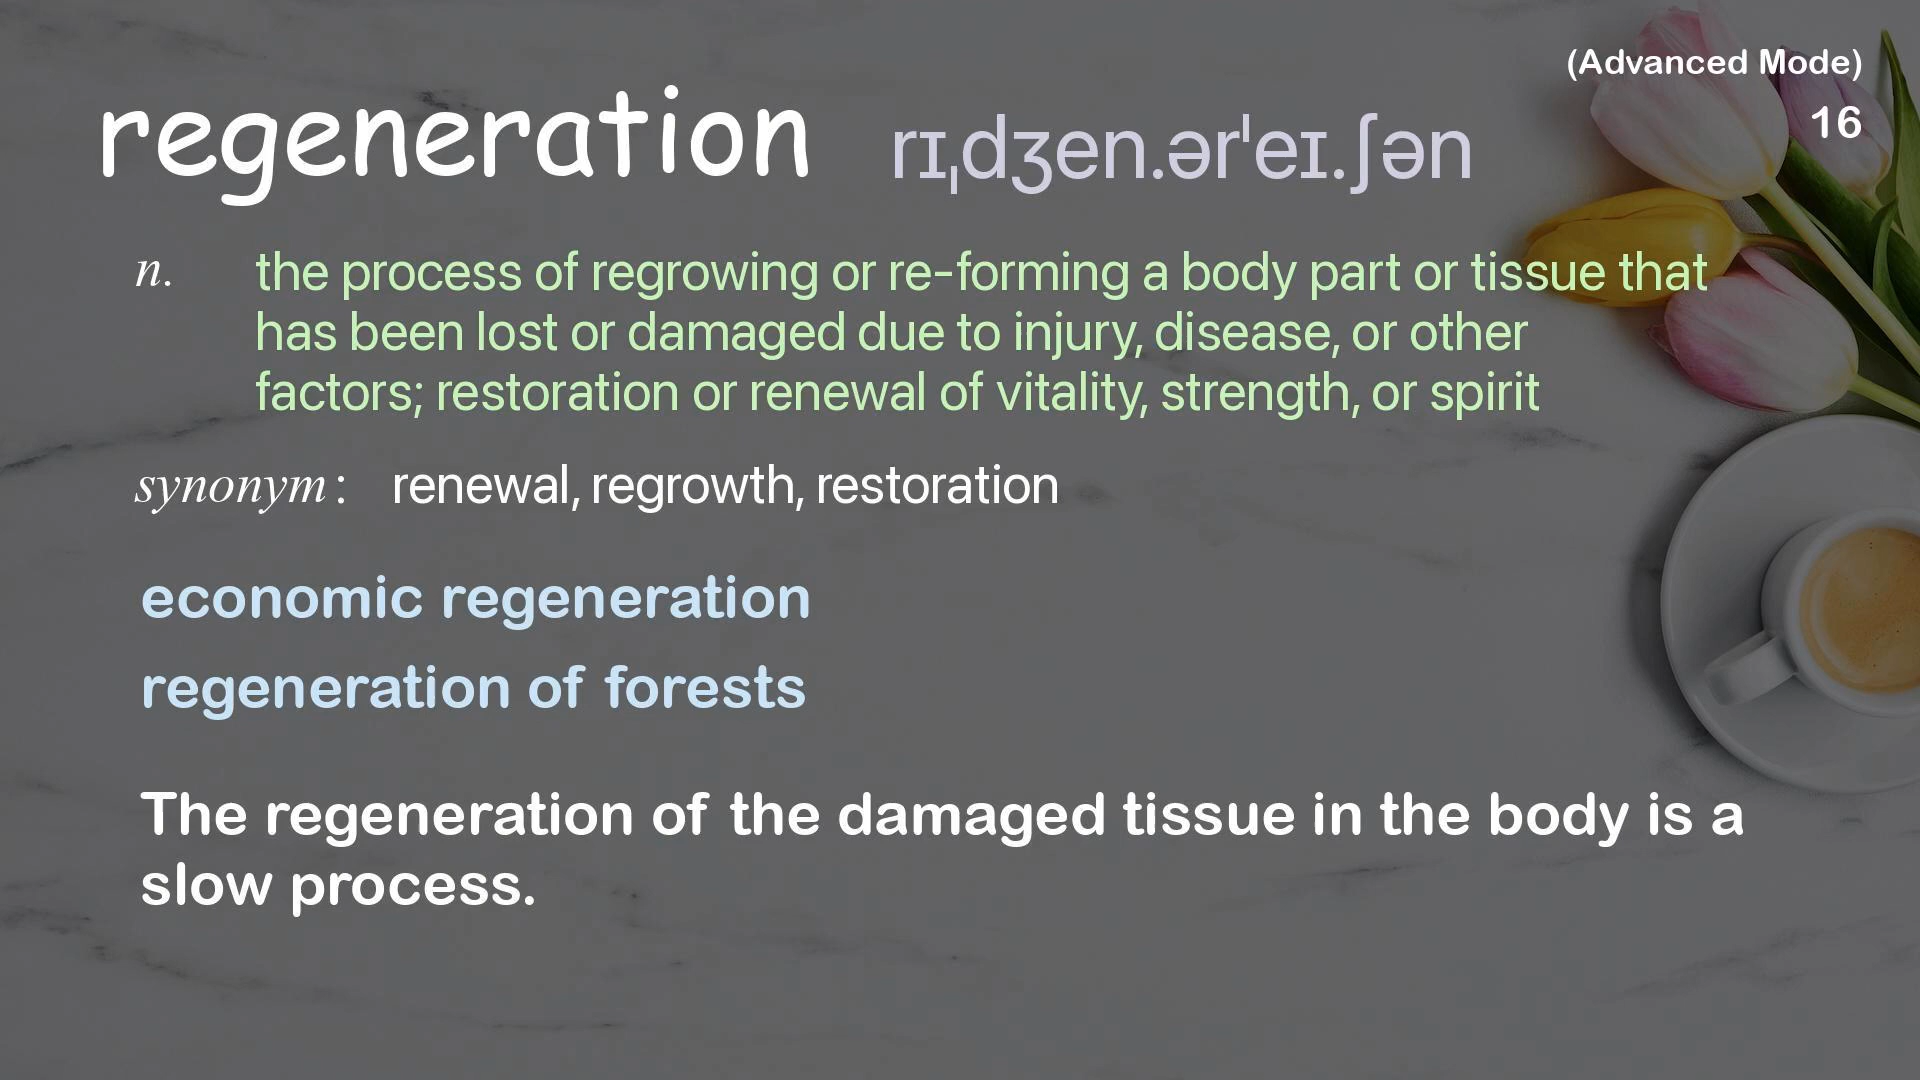 (Advanced Mode)
regeneration rɪˌdʒen.ərˈeɪ.ʃən
16
n. the process of regrowing or re-forming a body part or tissue that
has been lost or damaged due to injury, disease, or other
factors; restoration or renewal of vitality, strength, or spirit
synonym: renewal, regrowth, restoration
economic regeneration
regeneration of forests
The regeneration of the damaged tissue in the body is a
slow process.